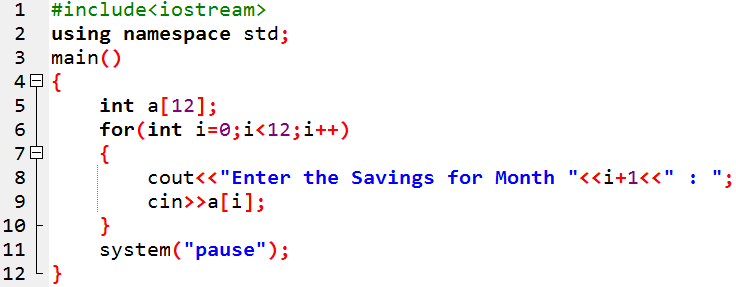 1 #include<iostream>
2 using namespace std;
3 main()
4 {
5 int a[12];
6 for(int i=0;i<12;i++)
7 {
8 cout<<"Enter the Savings for Month "<<i+1<<" : ";
9 cin>>a[i];
10 }
11 system("pause");
12 }